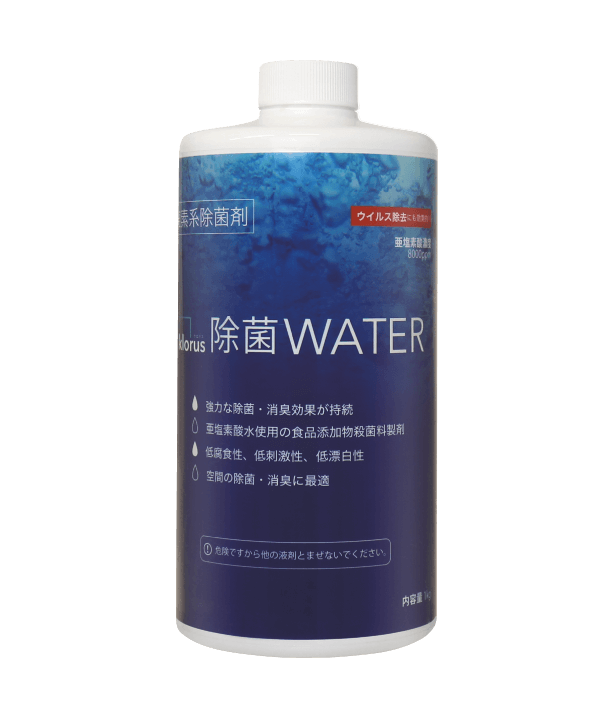 素系除菌剤
ウイルス除去にも効果的
亜塩素酸濃度
8000ppm
klorus 除菌WATER
強力な除菌・消臭効果が持続
亜塩素酸水使用の食品添加物殺菌料製剤
低腐食性、低刺激性、低漂白性
空間の除菌・消臭に最適
危険ですから他の液剤とまぜないでください。
内容量 1kg